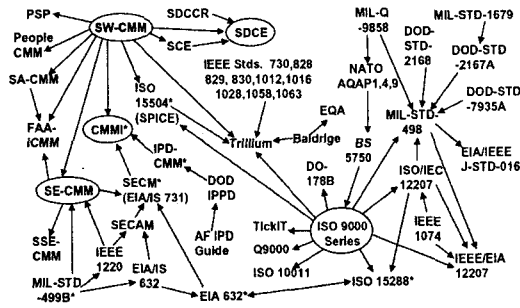 PSP
SW-CMM
SDCCR
SCE
SDCE
MIL-Q
-9858
MIL-STD-1679
People
CMM
DOD-
STD-
2168
DOD-STD
-2167A
SA-CMM
IEEE Stds. 730,828
829, 830,1012,1016
1028,1058,1063
NATO
AQAP1,4,9
ISO
15504*
(SPICE)
DOD-STD
-7935A
MIL-STD-
498
FAA-
iCMM
CMMI*
EQA
Trillium
Baldrige
BS
5750
EIA/IEEE
J-STD-016
IPD-
CMM*
DO-
178B
ISO/IEC
12207
SE-CMM
SECM*
(EIA/IS 731)
DOD
IPPD
SECAM
TickIT
ISO 9000
Series
IEEE
1074
SSE-
CMM
IEEE
1220
AF IPD
Guide
Q9000
IEEE/EIA
12207
MIL-STD
-499B*
EIA/IS
632
ISO 10011
EIA 632*
ISO 15288*